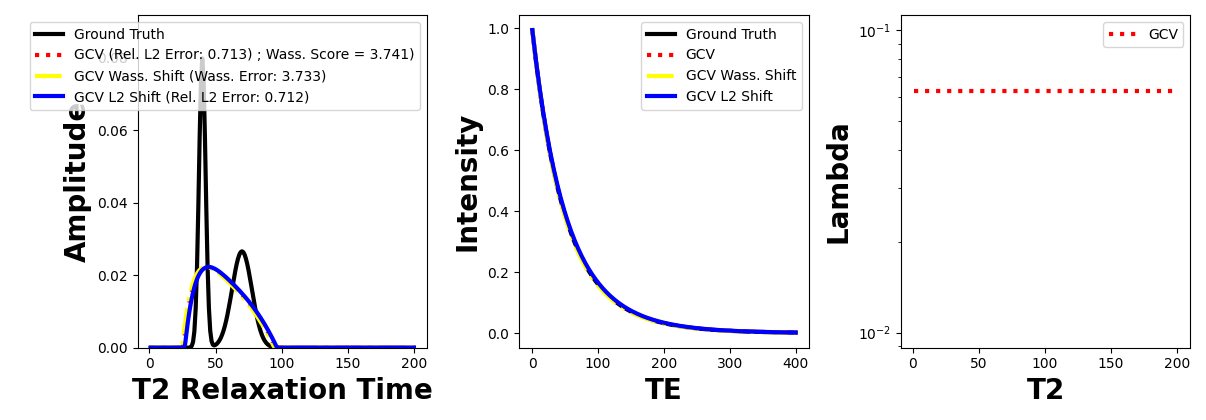 Ground Truth
GCV (Rel. L2 Error: 0.713) ; Wass. Score = 3.741)
GCV Wass. Shift (Wass. Error: 3.733)
GCV L2 Shift (Rel. L2 Error: 0.712)
Amplitude
0.08
0.06
0.04
0.02
0.00
0
50
100
150
200
T2 Relaxation Time
Ground Truth
GCV
GCV Wass. Shift
GCV L2 Shift
Intensity
1.0
0.8
0.6
0.4
0.2
0.0
0
100
200
300
400
TE
GCV
Lambda
10⁻¹
10⁻²
0
50
100
150
200
T2